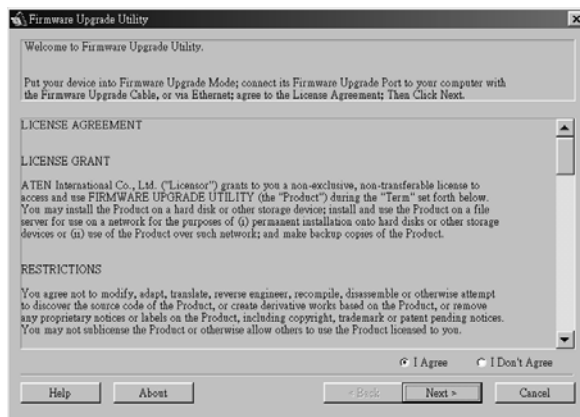 Firmware Upgrade Utility
Welcome to Firmware Upgrade Utility.
Put your device into Firmware Upgrade Mode; connect its Firmware Upgrade Port to your computer with
the Firmware Upgrade Cable, or via Ethernet; agree to the License Agreement; Then Click Next.
LICENSE AGREEMENT
LICENSE GRANT
ATEN International Co., Ltd. ("Licensor") grants to you a non-exclusive, non-transferable license to
access and use FIRMWARE UPGRADE UTILITY (the "Product") during the "Term" set forth below.
You may install the Product on a hard disk or other storage device; install and use the Product on a file
server for use on a network for the purposes of (i) permanent installation onto hard disks or other storage
devices or (ii) use of the Product over such network; and make backup copies of the Product.
RESTRICTIONS
You agree not to modify, adapt, translate, reverse engineer, recompile, disassemble or otherwise attempt
to discover the source code of the Product, or create derivative works based on the Product, or remove
any proprietary notices or labels on the Product, including copyright, trademark or patent pending notices.
You may not sublicense the Product or otherwise allow others to use the Product licensed to you.
I Agree I Don't Agree
Help About < Back Next > Cancel